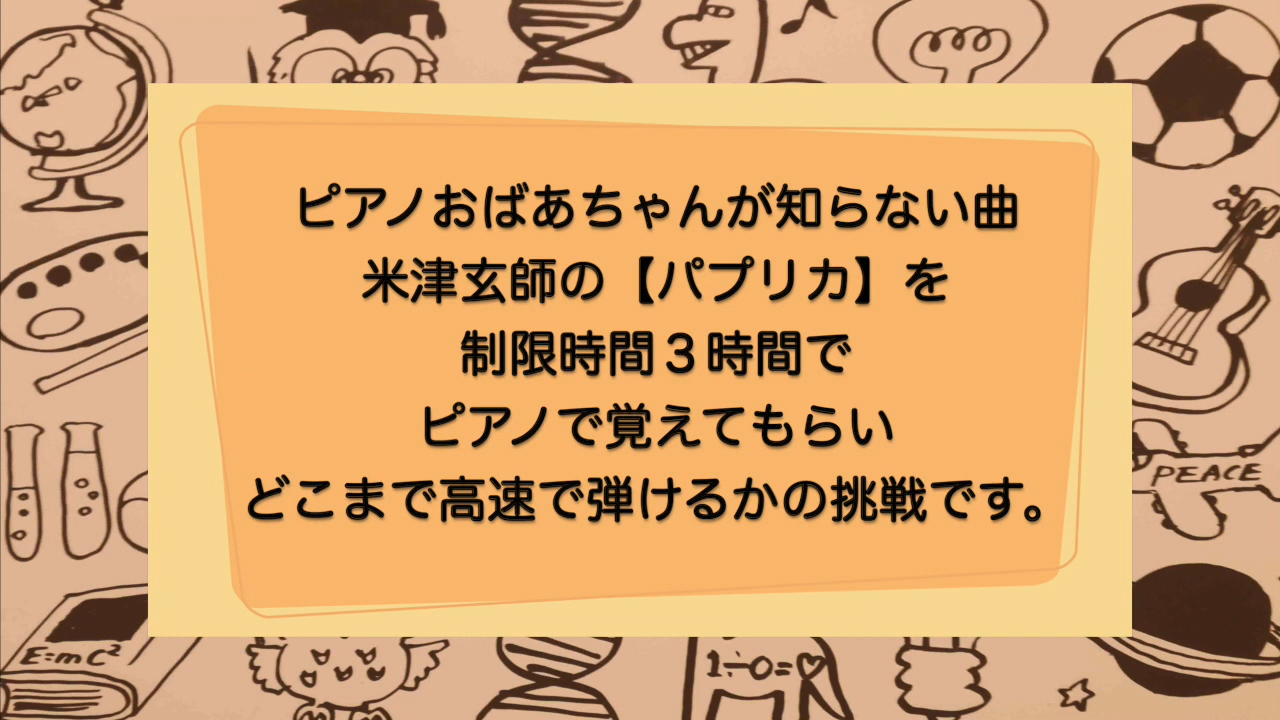 ピアノおばあちゃんが知らない曲
米津玄師の【パプリカ】を
制限時間３時間で
ピアノで覚えてもらい
どこまで高速で弾けるかの挑戦です。
PEACE
E=mC²
1÷0=♡